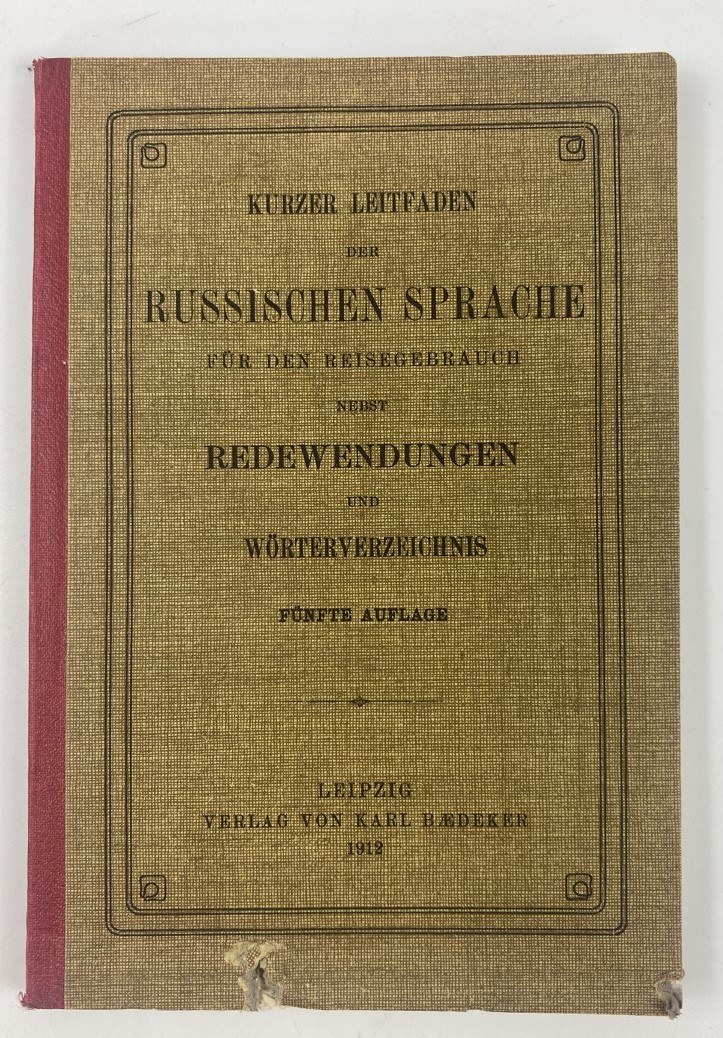 KURZER LEITFADEN
DER
RUSSISCHEN SPRACHE
FÜR DEN REISEGEBRAUCH
NEBST
REDEWENDUNGEN
UND
WÖRTERVERZEICHNIS
FÜNFTE AUFLAGE
LEIPZIG
VERLAG VON KARL BÆDEKER
1912